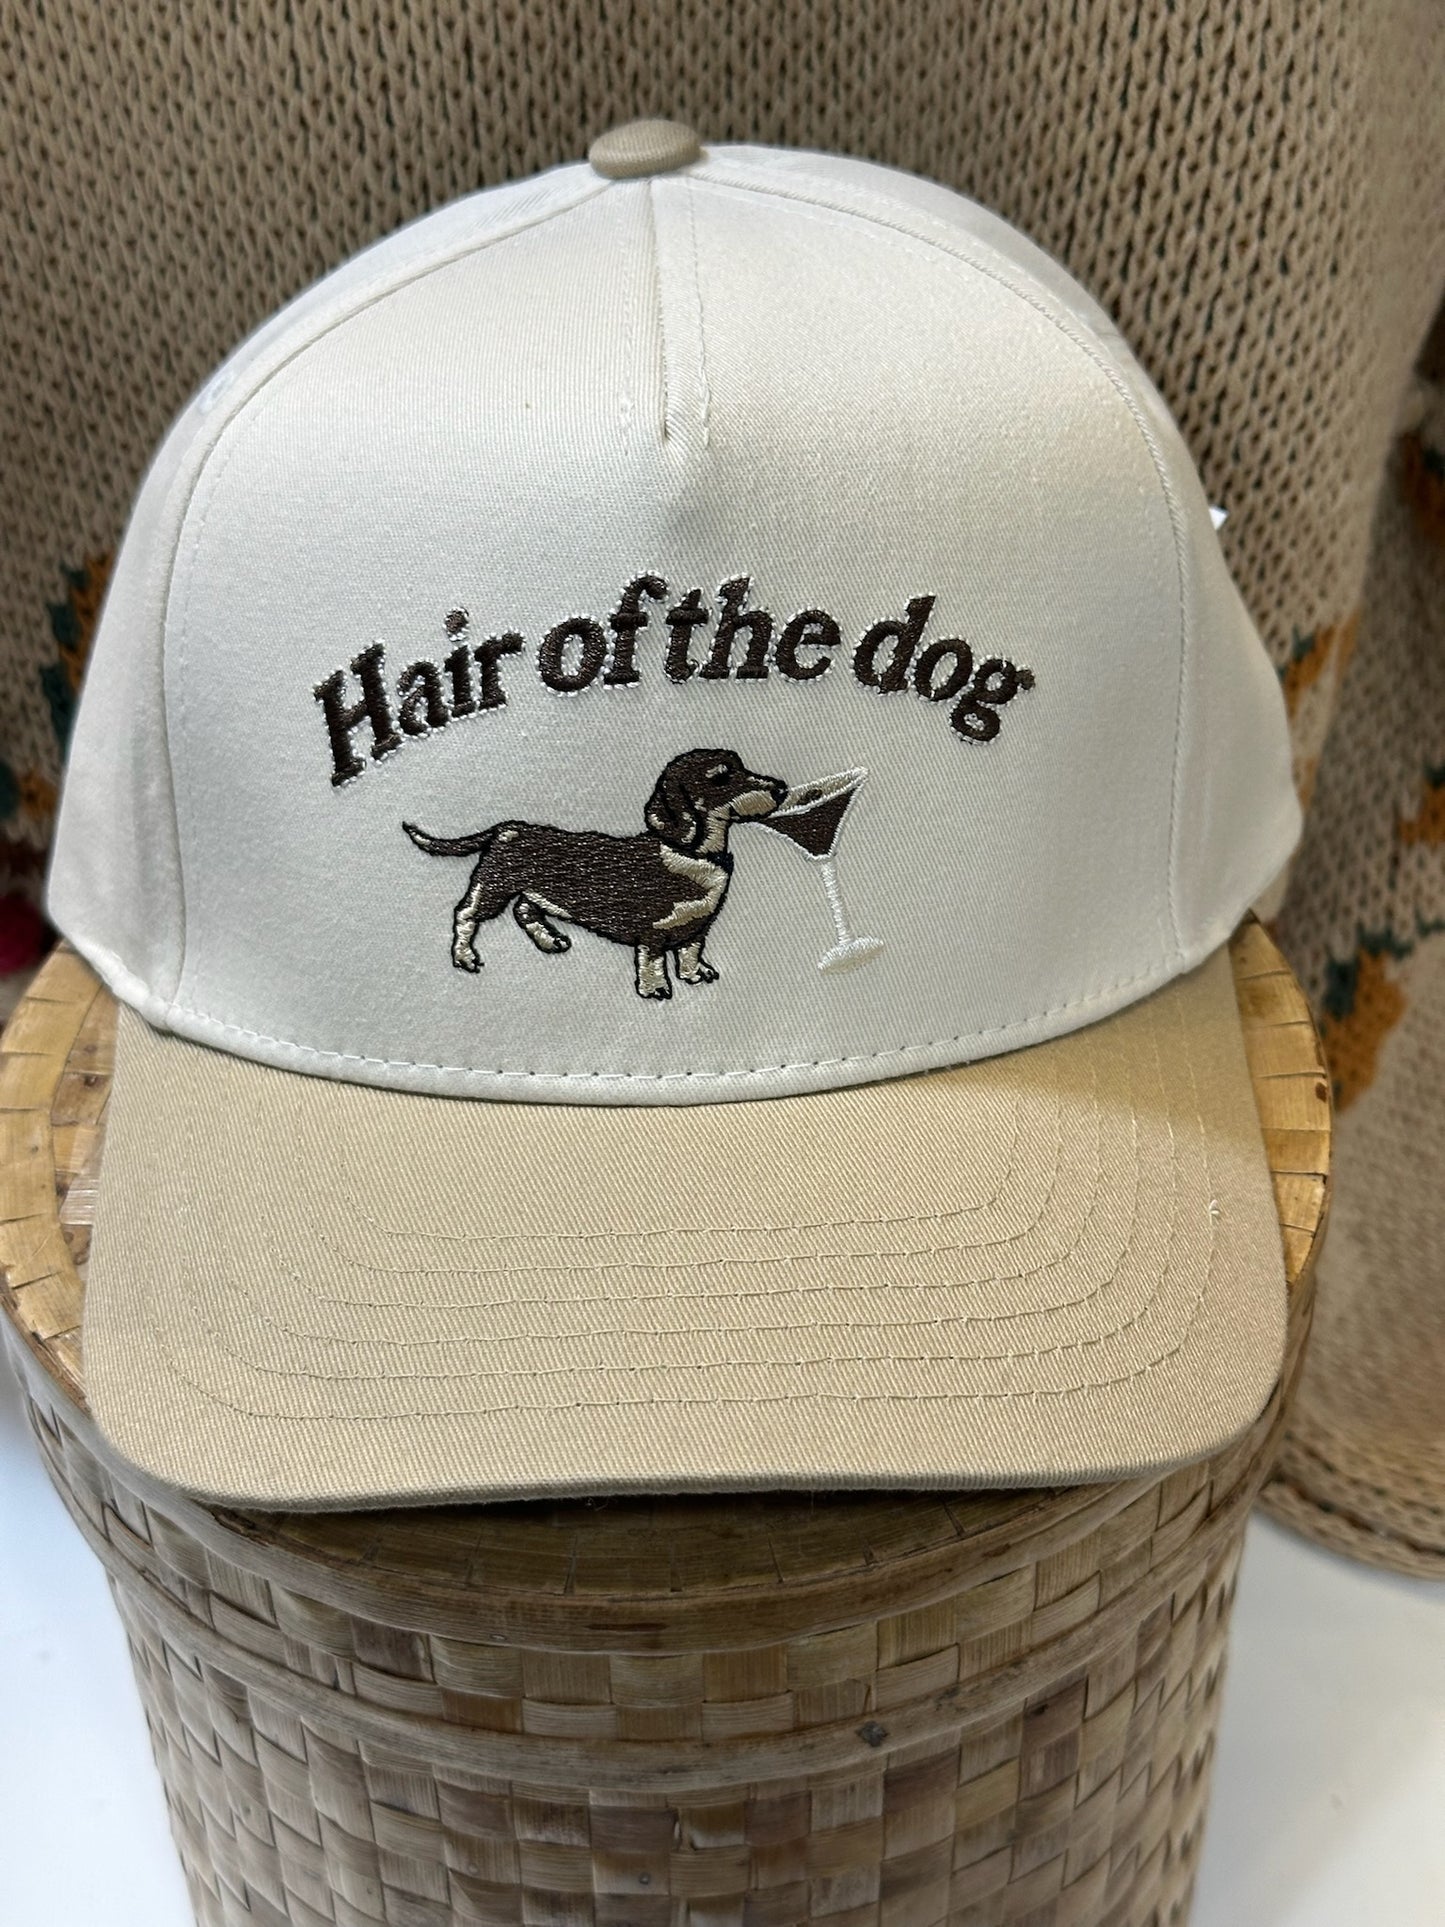 Hair of the dog